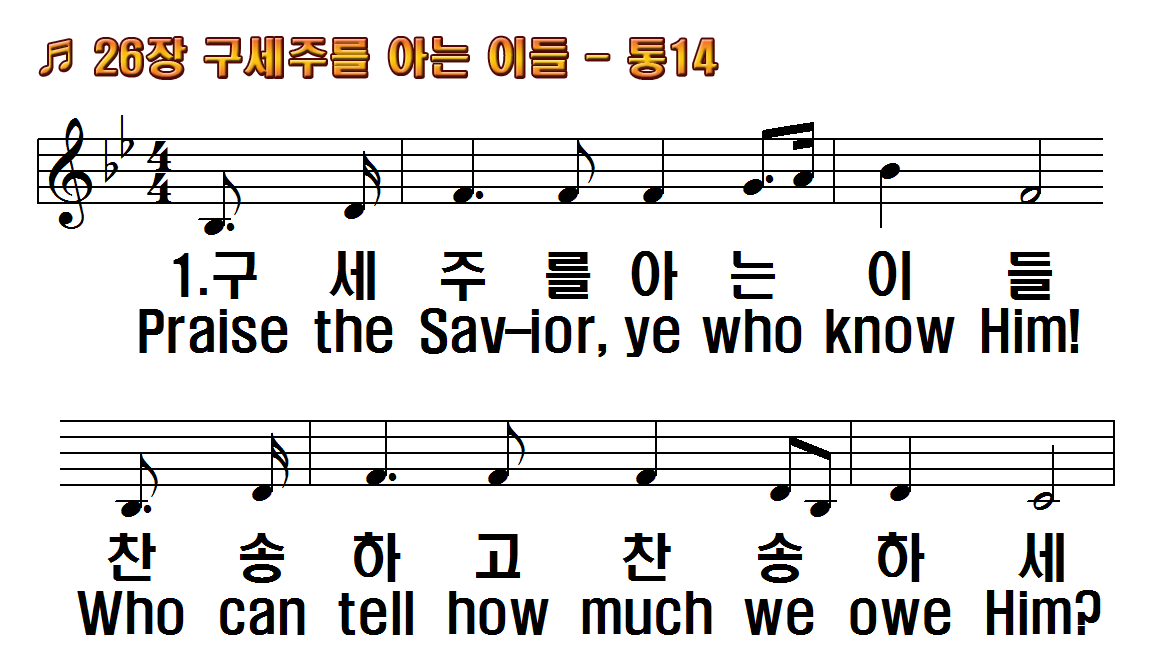 ♬ 26장 구세주를 아는 이들 - 통14
1.구 세 주 를 아 는 이 들
Praise the Sav-ior, ye who know Him!
찬 송 하 고 찬 송 하 세
Who can tell how much we owe Him?